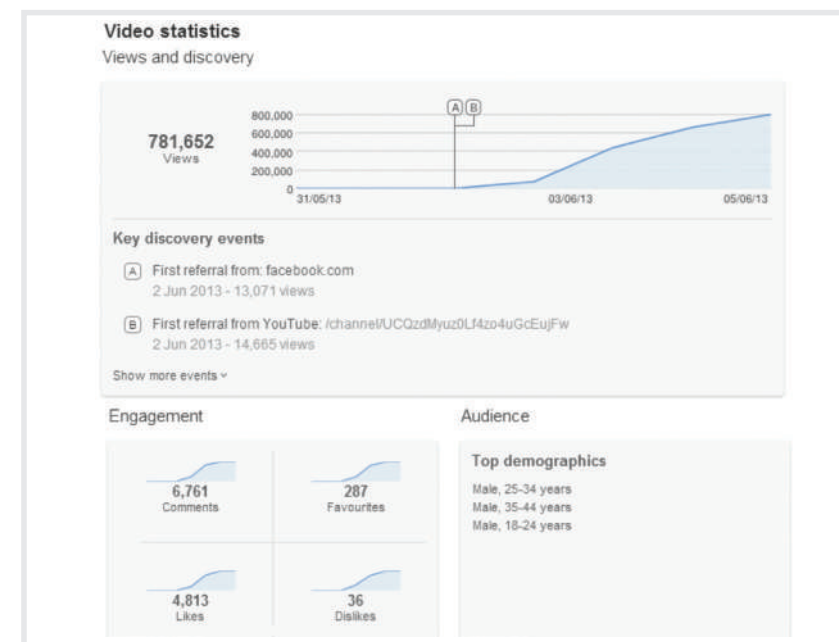 Video statistics
Views and discovery
781,652
Views
800,000
600,000
400,000
200,000
0
A B
31/05/13 03/06/13 05/06/13
Key discovery events
A First referral from: facebook.com
2 Jun 2013 - 13,071 views
B First referral from YouTube: /channel/UCQzdMyuz0Lf4zo4uGcEujFw
2 Jun 2013 - 14,665 views
Show more events
Engagement
6,761
Comments
287
Favourites
4,813
Likes
36
Dislikes
Audience
Top demographics
Male, 25-34 years
Male, 35-44 years
Male, 18-24 years